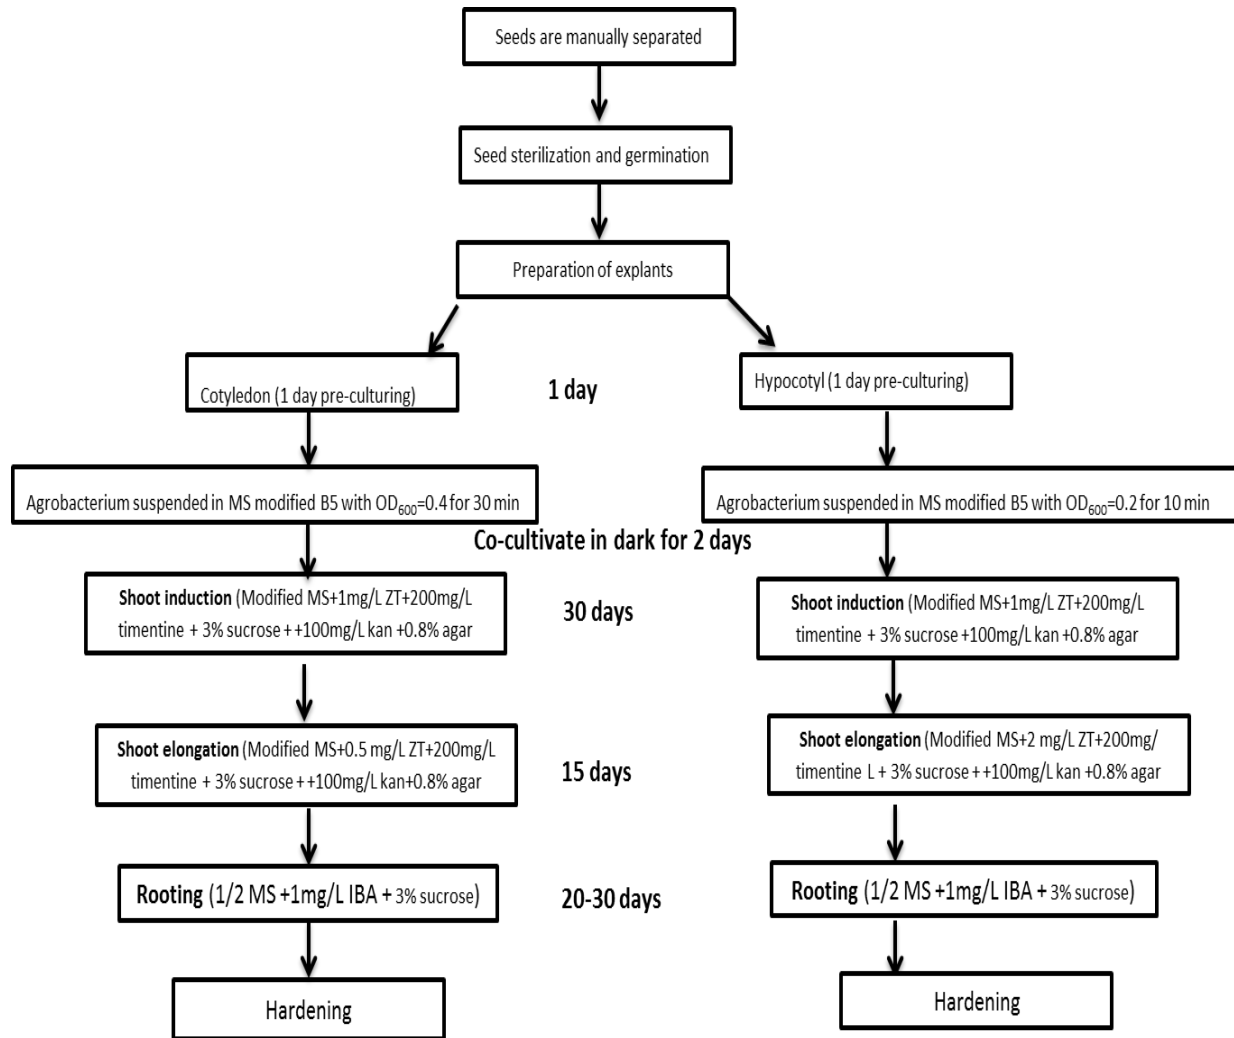 Seeds are manually separated
Seed sterilization and germination
Preparation of explants
Cotyledon (1 day pre-culturing)
1 day
Hypocotyl (1 day pre-culturing)
Agrobacterium suspended in MS modified B5 with OD600=0.4 for 30 min
Agrobacterium suspended in MS modified B5 with OD600=0.2 for 10 min
Co-cultivate in dark for 2 days
Shoot induction (Modified MS+1mg/L ZT+200mg/L
timentine + 3% sucrose + +100mg/L kan +0.8% agar
30 days
Shoot induction (Modified MS+1mg/L ZT+200mg/L
timentine + 3% sucrose +100mg/L kan +0.8% agar
Shoot elongation (Modified MS+0.5 mg/L ZT+200mg/L
timentine + 3% sucrose + +100mg/L kan+0.8% agar
15 days
Shoot elongation (Modified MS+2 mg/L ZT+200mg/
timentine L + 3% sucrose + +100mg/L kan +0.8% agar
Rooting (1/2 MS +1mg/L IBA + 3% sucrose)
20-30 days
Rooting (1/2 MS +1mg/L IBA + 3% sucrose)
Hardening
Hardening